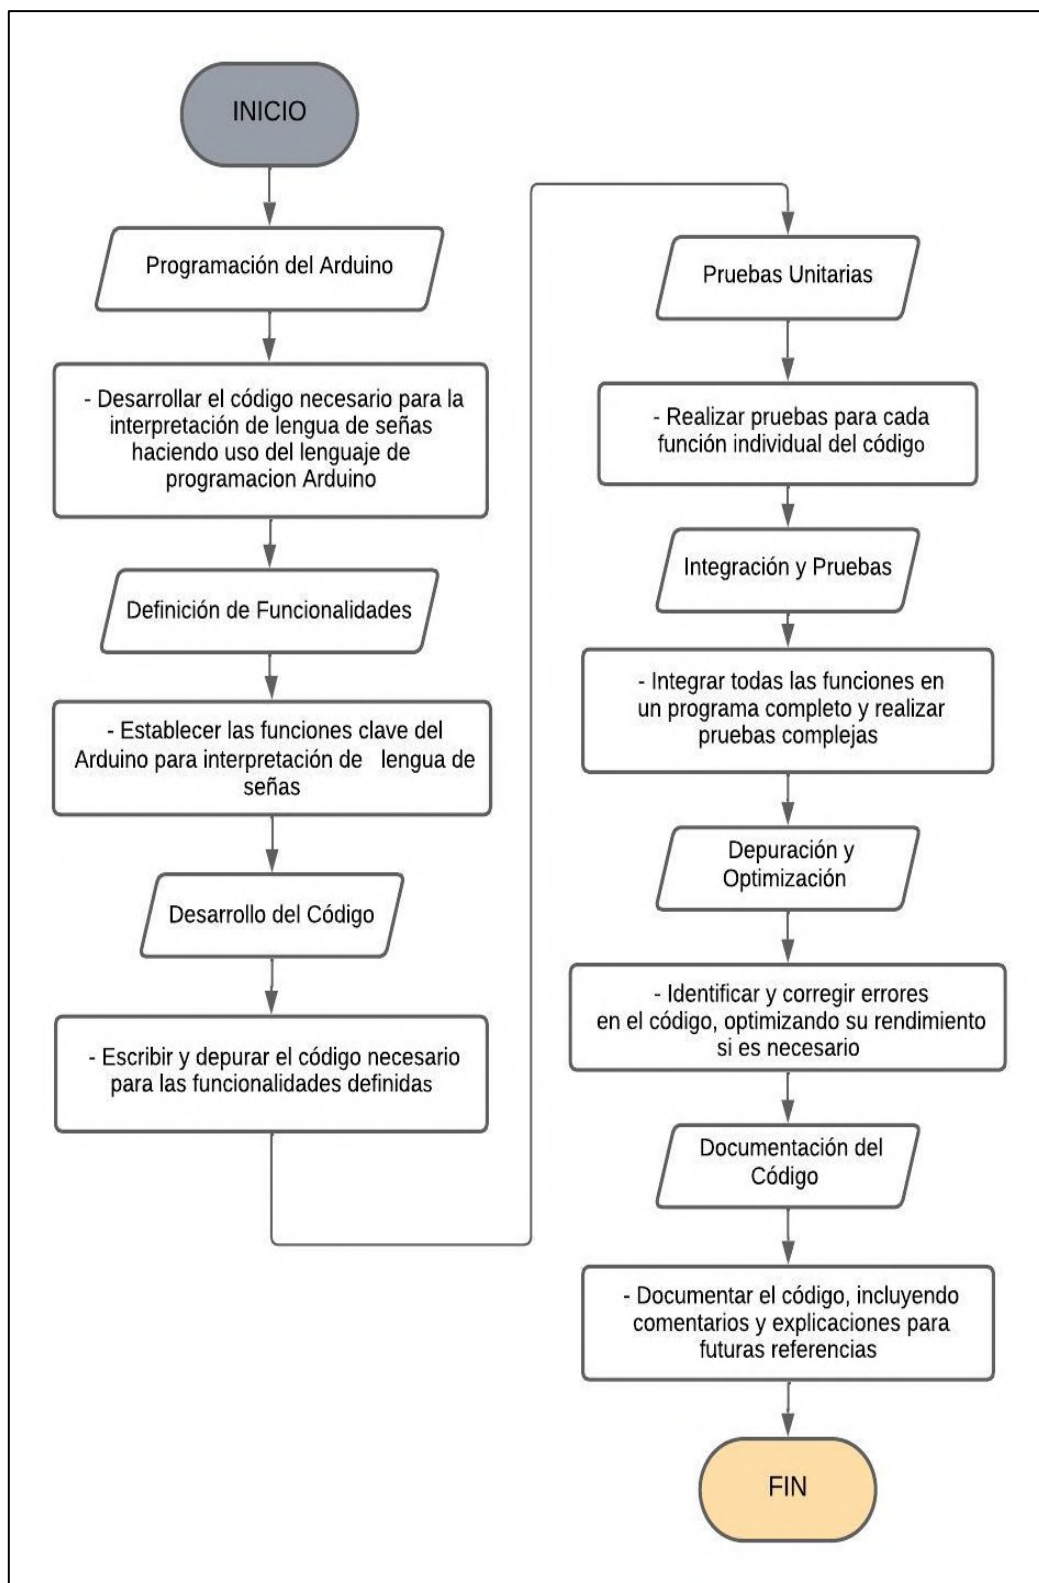 INICIO
Programación del Arduino
- Desarrollar el código necesario para la
interpretación de lengua de señas
haciendo uso del lenguaje de
programacion Arduino
Definición de Funcionalidades
- Establecer las funciones clave del
Arduino para interpretación de lengua de
señas
Desarrollo del Código
- Escribir y depurar el código necesario
para las funcionalidades definidas
Pruebas Unitarias
- Realizar pruebas para cada
función individual del código
Integración y Pruebas
- Integrar todas las funciones en
un programa completo y realizar
pruebas complejas
Depuración y
Optimización
- Identificar y corregir errores
en el código, optimizando su rendimiento
si es necesario
Documentación del
Código
- Documentar el código, incluyendo
comentarios y explicaciones para
futuras referencias
FIN